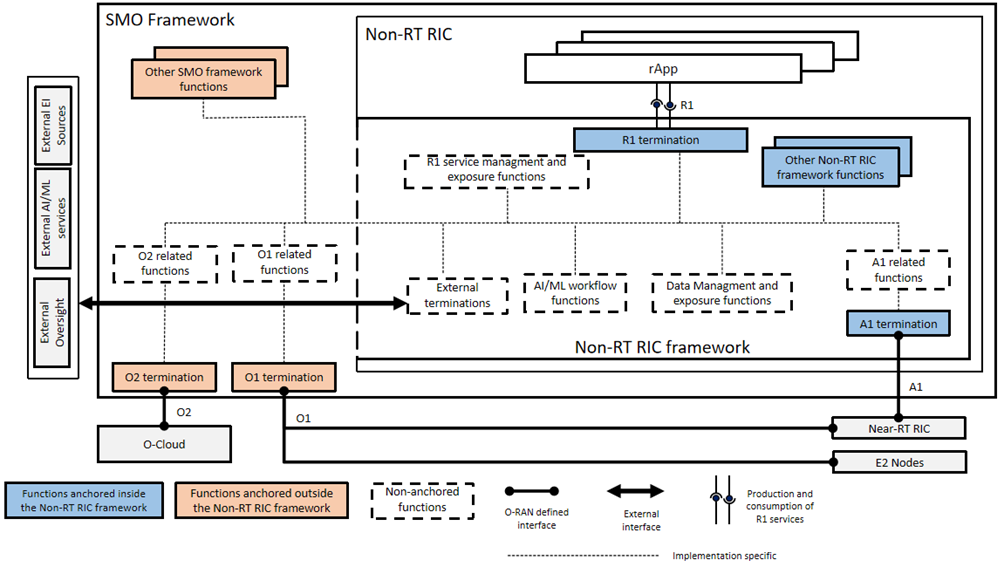 SMO Framework
Non-RT RIC
Other SMO framework
functions
rApp
R1
External EI
Sources
External AI/ML
services
External
Oversight
R1 termination
R1 service managment and
exposure functions
Other Non-RT RIC
framework functions
O2 related
functions
O1 related
functions
External
terminations
AI/ML workflow
functions
Data Managment and
exposure functions
A1 related
functions
A1 termination
Non-RT RIC framework
O2 termination
O1 termination
A1
O2
O1
O-Cloud
Near-RT RIC
E2 Nodes
Functions anchored inside
the Non-RT RIC framework
Functions anchored outside
the Non-RT RIC framework
Non-anchored
functions
O-RAN defined
interface
External
interface
Production and
consumption of
R1 services
Implementation specific